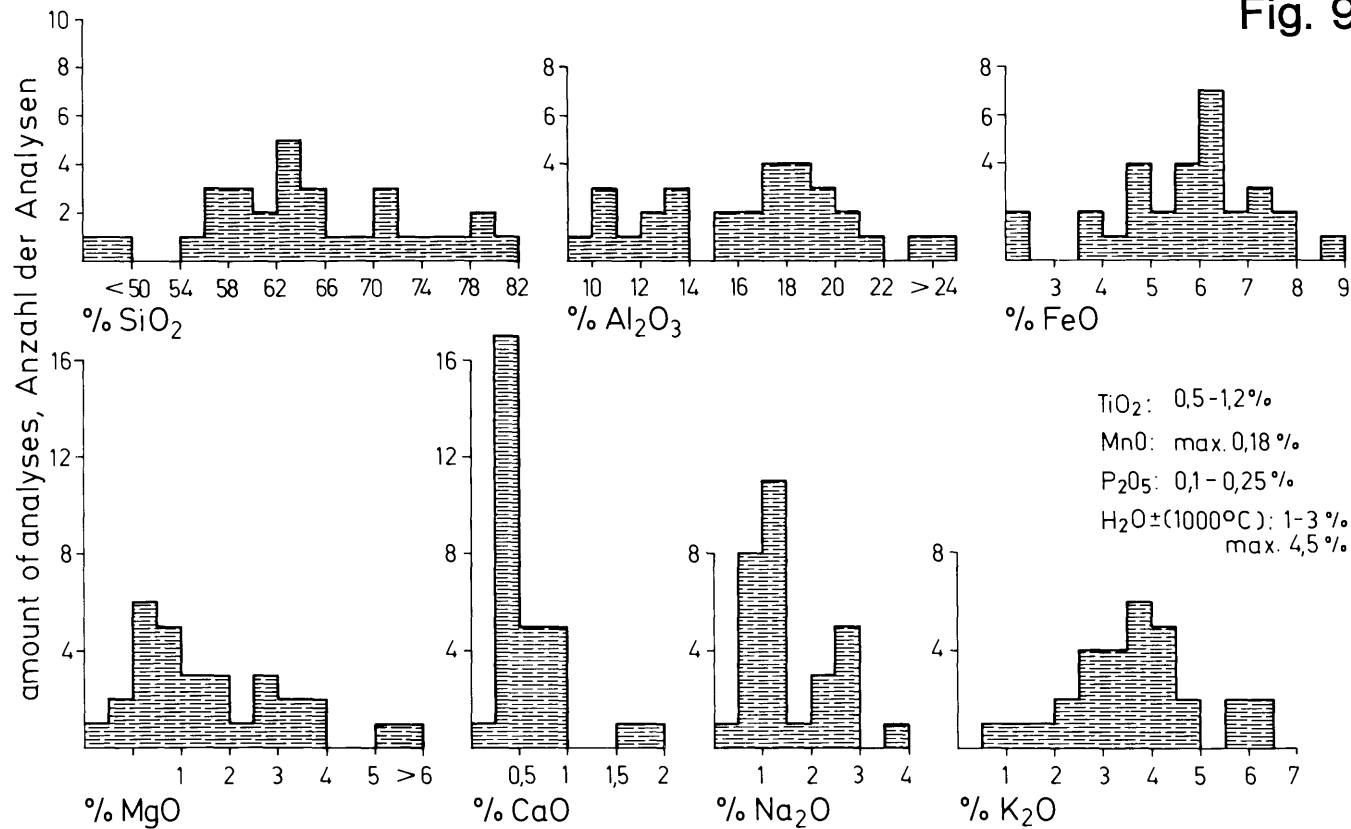 Fig. 9
amount of analyses, Anzahl der Analysen
10
8
6
4
2
<50 54 58 62 66 70 74 78 82
% SiO2
8
6
4
10 12 14 16 18 20 22 >24
% Al2O3
8
6
4
3 4 5 6 7 8 9
% FeO
16
12
8
4
1 2 3 4 5 >6
% MgO
16
12
8
4
0,5 1 1,5 2
% CaO
8
4
1 2 3 4
% Na2O
8
4
1 2 3 4 5 6 7
% K2O
TiO2: 0,5-1,2%
MnO: max. 0,18 %
P2O5: 0,1-0,25%
H2O±(1000°C): 1-3 %
max. 4,5 %